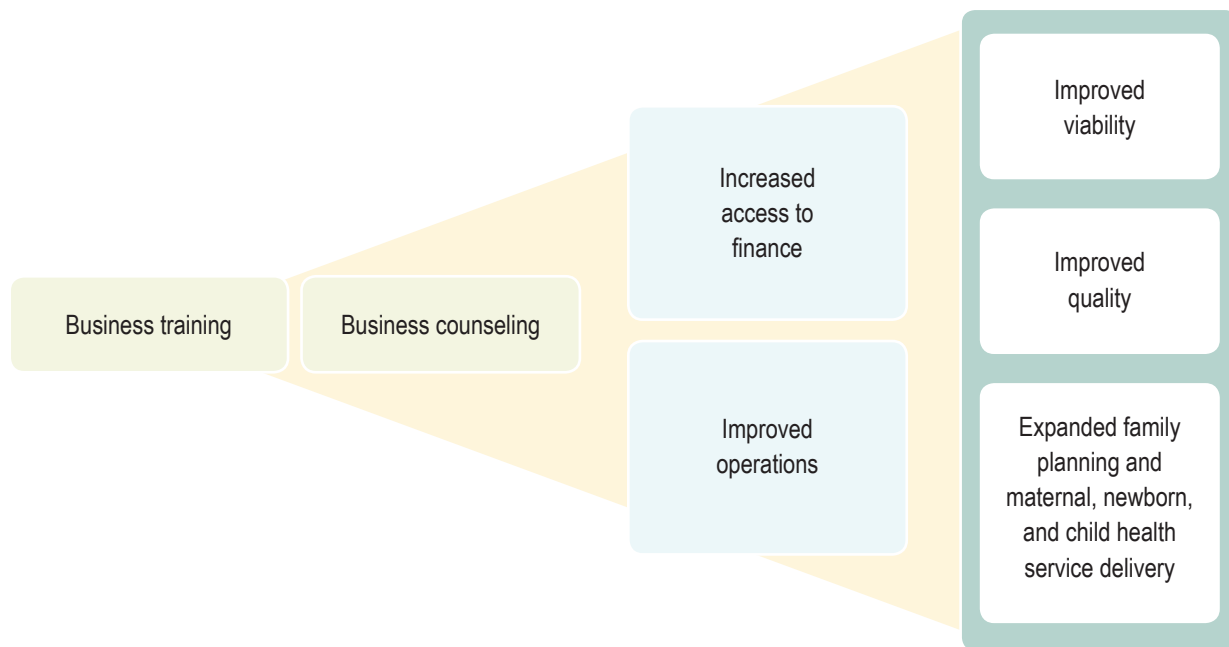 Business training
Business counseling
Increased
access to
finance
Improved
operations
Improved
viability
Improved
quality
Expanded family
planning and
maternal, newborn,
and child health
service delivery